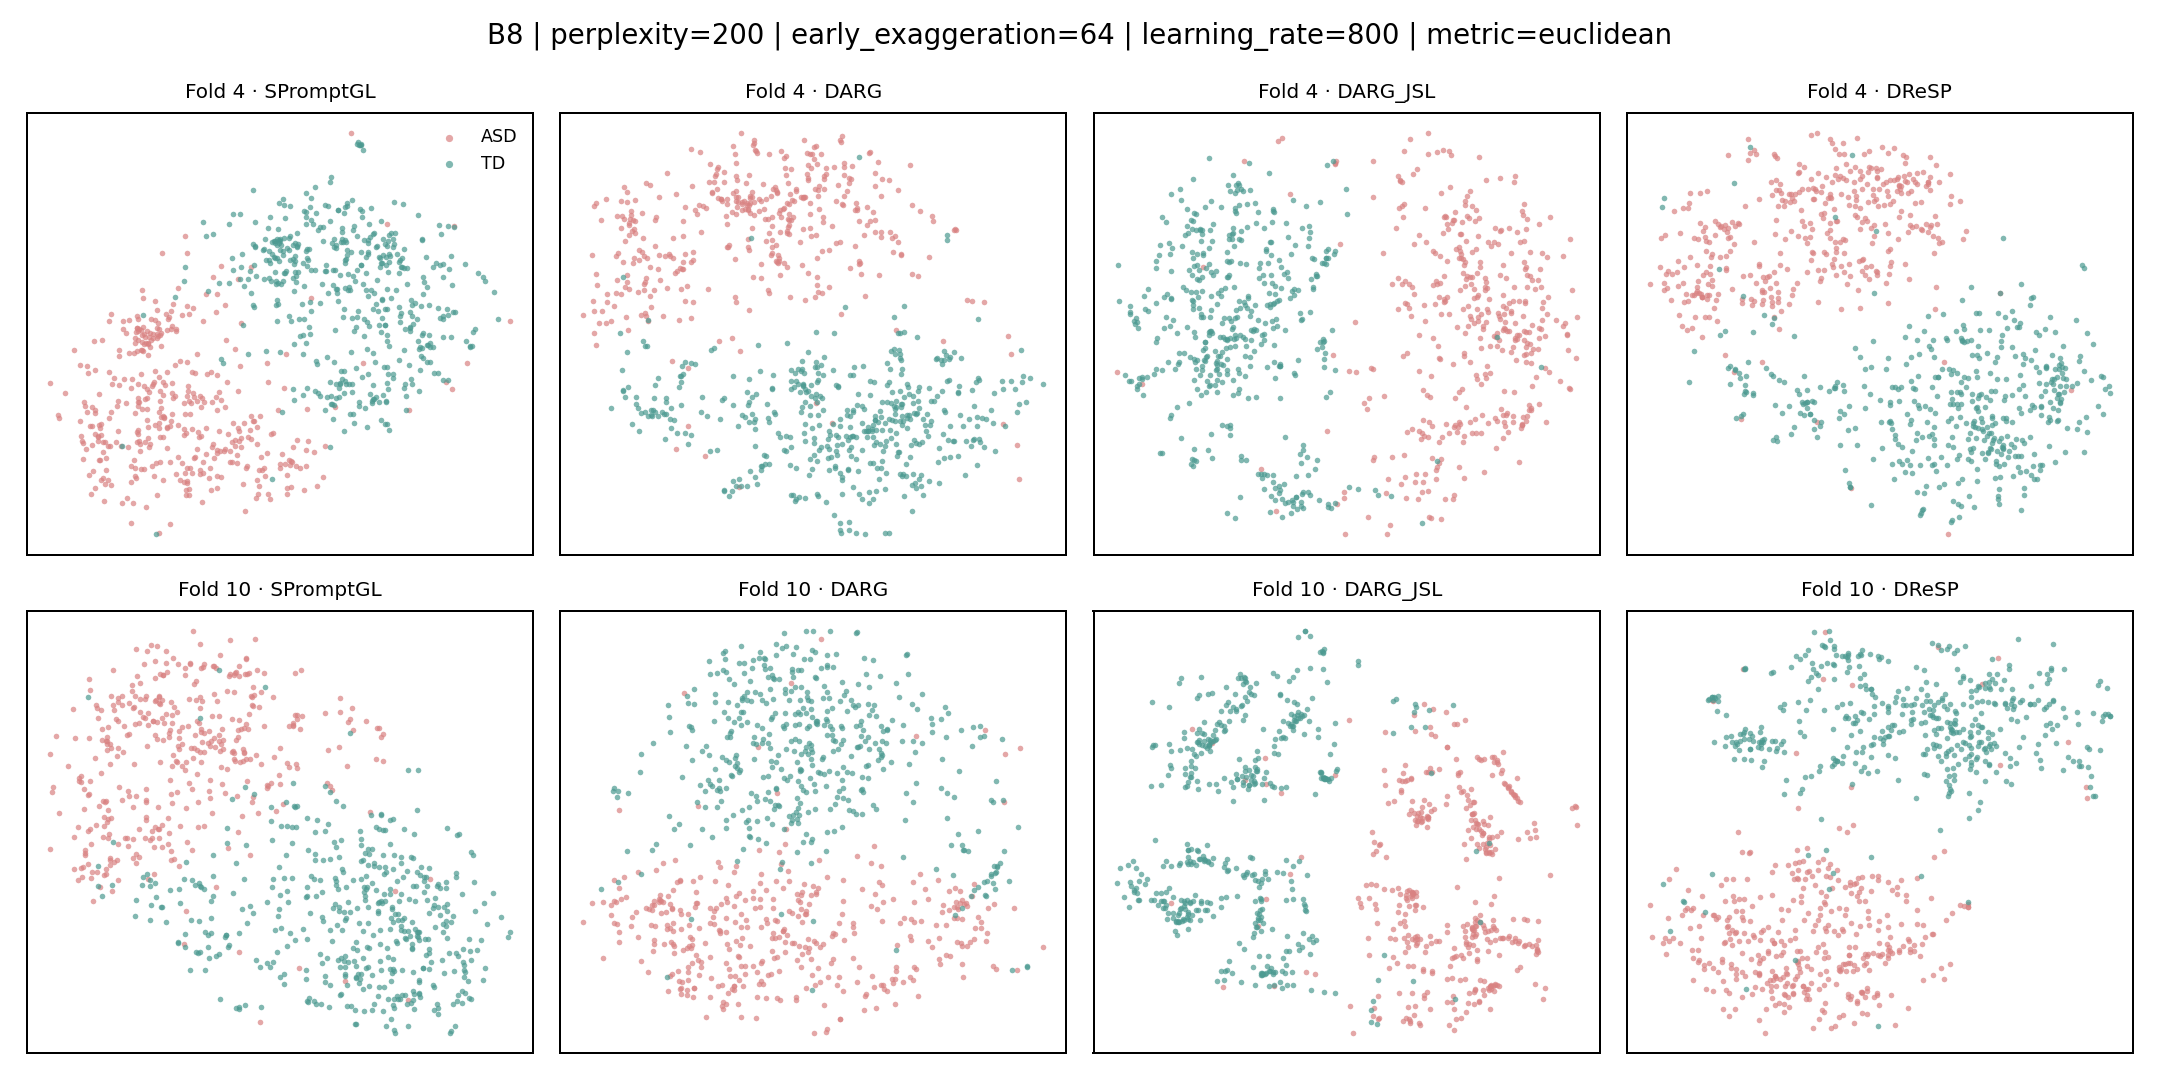 B8 | perplexity=200 | early_exaggeration=64 | learning_rate=800 | metric=euclidean
Fold 4 · SPromptGL
Fold 4 · DARG
Fold 4 · DARG_JSL
Fold 4 · DReSP
ASD
TD
Fold 10 · SPromptGL
Fold 10 · DARG
Fold 10 · DARG_JSL
Fold 10 · DReSP